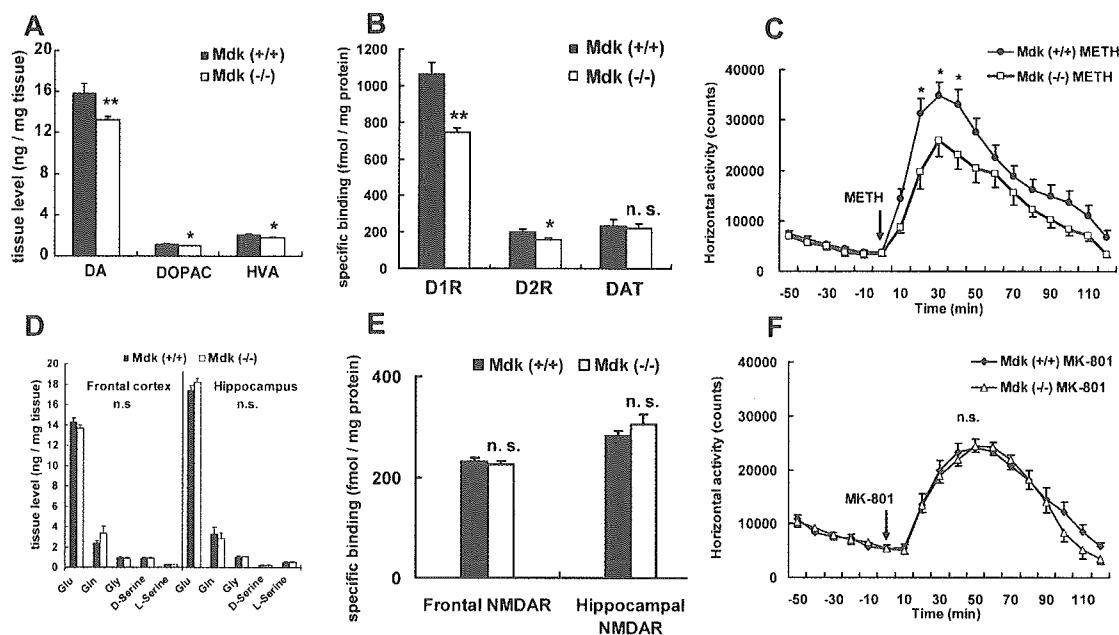 A
tissue level (ng / mg tissue)
20
16
12
8
4
0
Mdk (+/+)
Mdk (-/-)
**
*
*
DA
DOPAC
HVA
B
specific binding (fmol / mg protein)
1200
1000
800
600
400
200
0
Mdk (+/+)
Mdk (-/-)
**
*
n. s.
D1R
D2R
DAT
C
Horizontal activity (counts)
40000
30000
20000
10000
0
Mdk (+/+) METH
Mdk (-/-) METH
* * *
METH
-50 -30 -10 10 30 50 70 90 110
Time (min)
D
tissue level (ng / mg tissue)
20
18
16
14
12
10
8
6
4
2
0
Mdk (+/+) Mdk (-/-)
Frontal cortex
n.s
Hippocampus
n.s.
Glu Gln Gly D-Serine L-Serine Glu Gln Gly D-Serine L-Serine
E
specific binding (fmol / mg protein)
400
200
0
Mdk (+/+) Mdk (-/-)
n. s.
n. s.
Frontal NMDAR
Hippocampal
NMDAR
F
Horizontal activity (counts)
40000
30000
20000
10000
0
Mdk (+/+) MK-801
Mdk (-/-) MK-801
n.s.
MK-801
-50 -30 -10 10 30 50 70 90 110
Time (min)